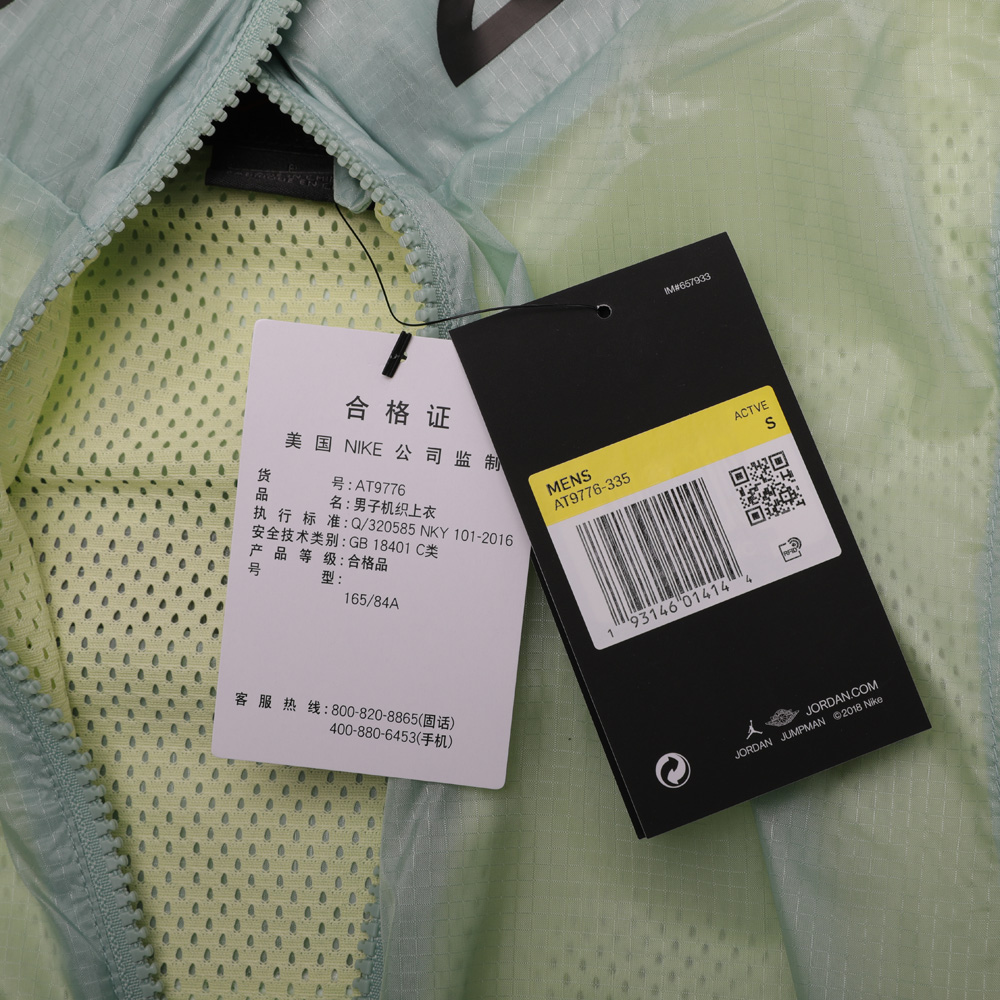 合格证
美国 NIKE 公司监制
货号:AT9776
品名:男子机织上衣
执行标准:Q/320585 NKY 101-2016
安全技术类别:GB 18401 C类
产品等级:合格品
号型:
165/84A
客服热线:800-820-8865(固话)
400-880-6453(手机)
IM#657933
ACTVE
S
MENS
AT9776-335
RFID
1 93146 01414 4
JORDAN JUMPMAN JORDAN.COM
©2018 Nike